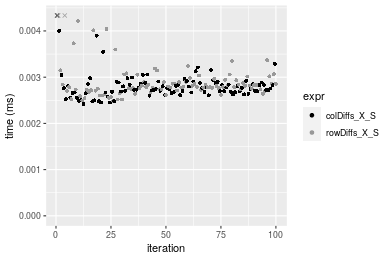 0.004
0.003
0.002
0.001
0.000
time (ms)
0
25
50
75
100
iteration
expr
colDiffs_X_S
rowDiffs_X_S